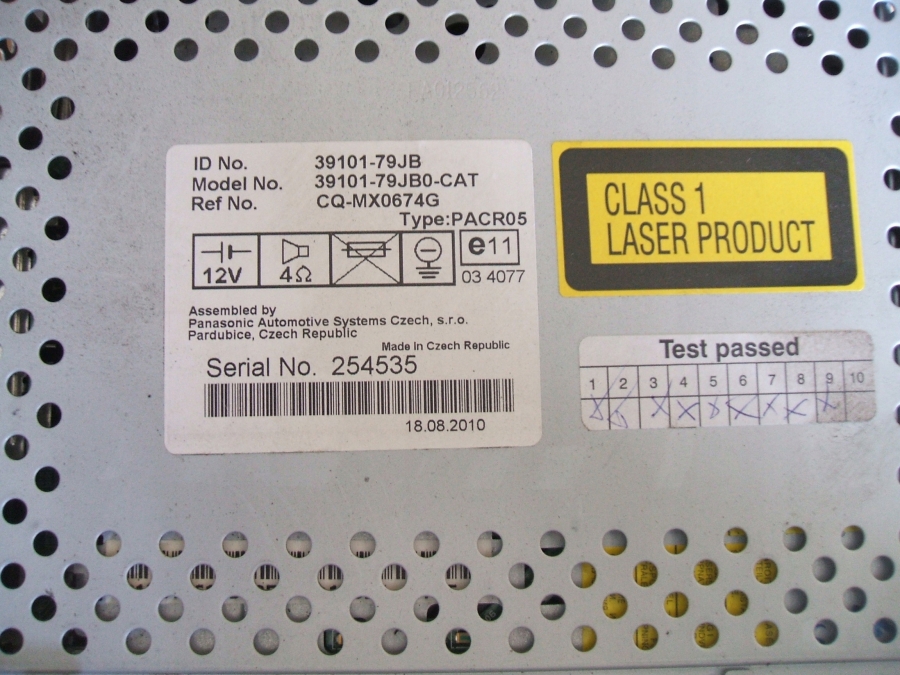 ID No. 39101-79JB
Model No. 39101-79JB0-CAT
Ref No. CQ-MX0674G
Type:PACR05
12V 4Ω e11
03 4077
Assembled by
Panasonic Automotive Systems Czech, s.r.o.
Pardubice, Czech Republic
Made In Czech Republic
Serial No. 254535
18.08.2010
CLASS 1
LASER PRODUCT
Test passed
1 2 3 4 5 6 7 8 9 10